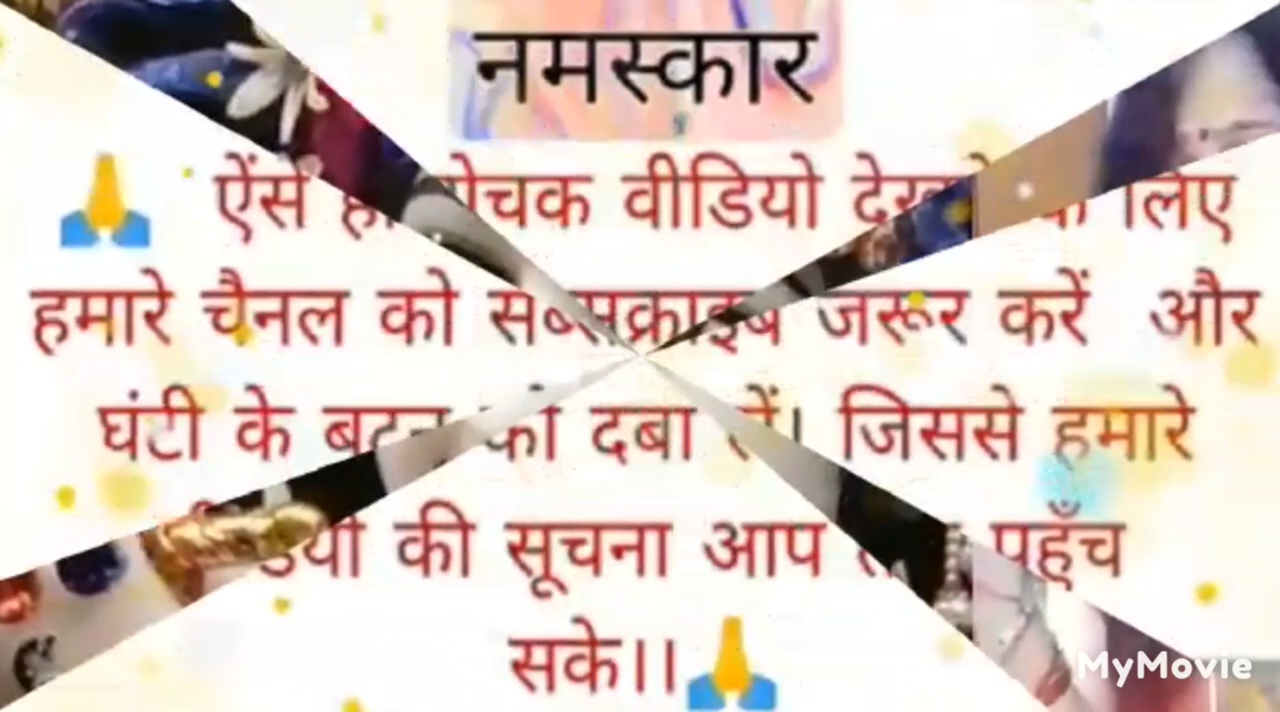 नमस्कार
🙏 ऐंसे ही रोचक वीडियो देखने के लिए
हमारे चैनल को सब्सक्राइब जरूर करें और
घंटी के बटन को दबा दें। जिससे हमारे
की सूचना आप तक पहुँच
सके।।🙏
MyMovie